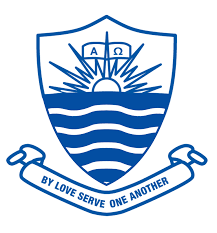 Α Ω
BY LOVE SERVE ONE ANOTHER